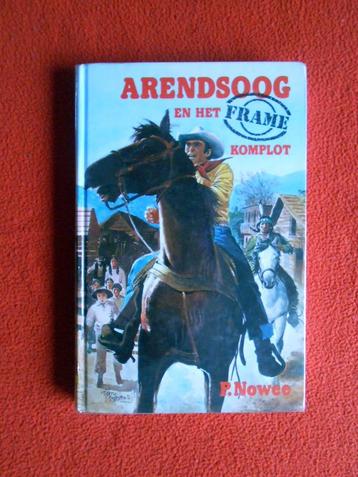 ARENDSOOG
EN HET FRAME
KOMPLOT
P. Nowee